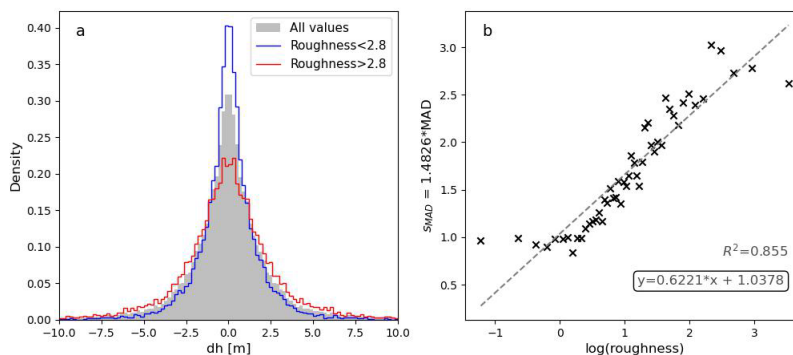 a
All values
Roughness<2.8
Roughness>2.8
0.40
0.35
0.30
0.25
0.20
0.15
0.10
0.05
0.00
Density
−10.0 −7.5 −5.0 −2.5 0.0 2.5 5.0 7.5 10.0
dh [m]
b
3.0
2.5
2.0
1.5
1.0
0.5
s_MAD = 1.4826*MAD
R²=0.855
y=0.6221*x + 1.0378
−1 0 1 2 3
log(roughness)